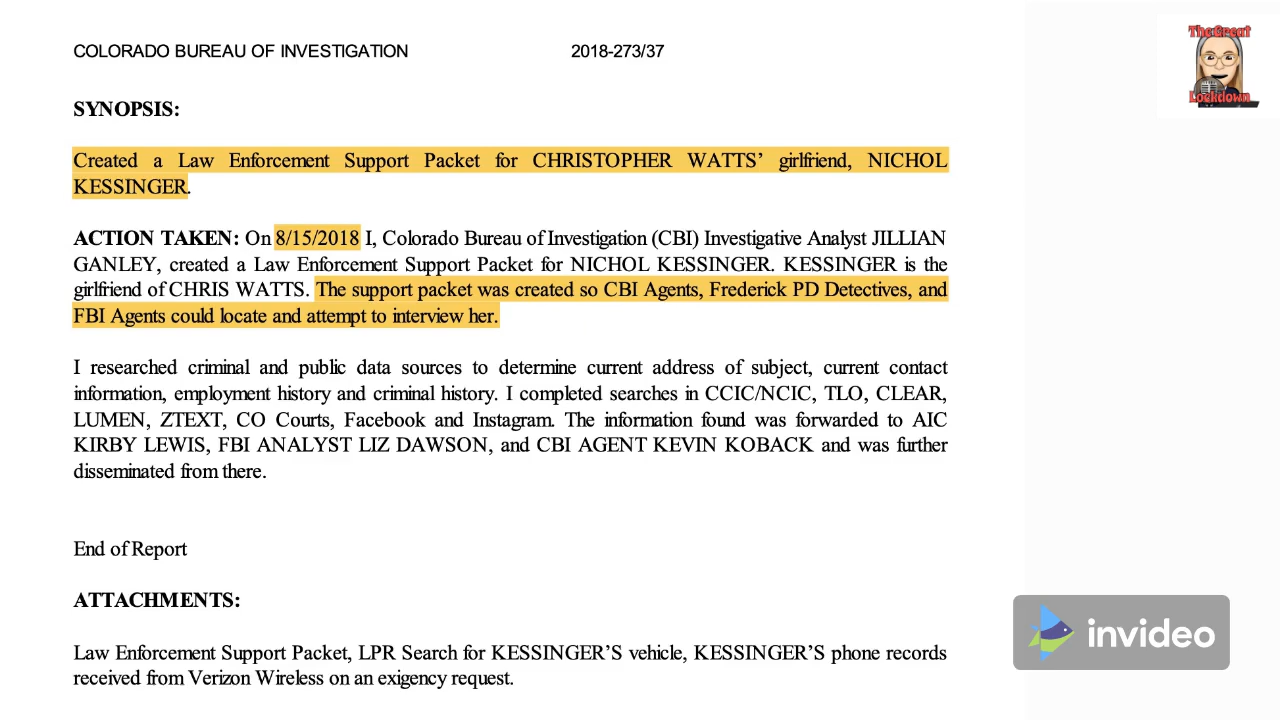 COLORADO BUREAU OF INVESTIGATION 2018-273/37
TheGreat
Lockdown
SYNOPSIS:
Created a Law Enforcement Support Packet for CHRISTOPHER WATTS’ girlfriend, NICHOL
KESSINGER.
ACTION TAKEN: On 8/15/2018 I, Colorado Bureau of Investigation (CBI) Investigative Analyst JILLIAN
GANLEY, created a Law Enforcement Support Packet for NICHOL KESSINGER. KESSINGER is the
girlfriend of CHRIS WATTS. The support packet was created so CBI Agents, Frederick PD Detectives, and
FBI Agents could locate and attempt to interview her.
I researched criminal and public data sources to determine current address of subject, current contact
information, employment history and criminal history. I completed searches in CCIC/NCIC, TLO, CLEAR,
LUMEN, ZTEXT, CO Courts, Facebook and Instagram. The information found was forwarded to AIC
KIRBY LEWIS, FBI ANALYST LIZ DAWSON, and CBI AGENT KEVIN KOBACK and was further
disseminated from there.
End of Report
ATTACHMENTS:
Law Enforcement Support Packet, LPR Search for KESSINGER’S vehicle, KESSINGER’S phone records
received from Verizon Wireless on an exigency request.
invideo